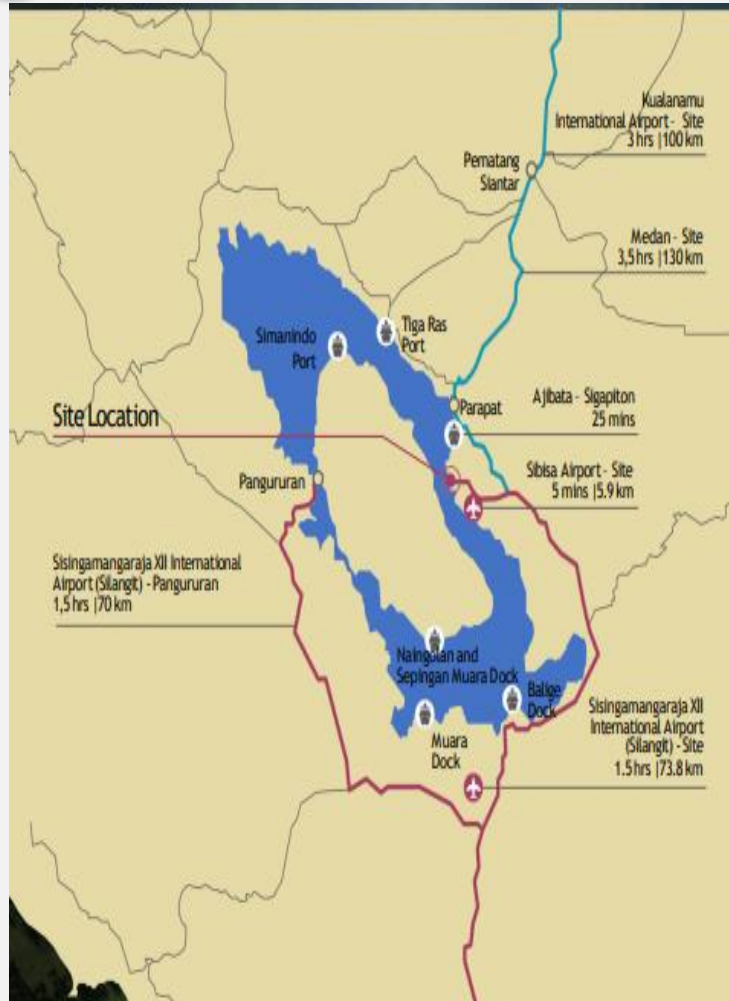 Kualanamu
International Airport - Site
3 hrs |100 km
Pematang
Siantar
Medan - Site
3,5 hrs |130 km
Simanindo
Port
Tiga Ras
Port
Parapat
Ajibata - Sigapiton
25 mins
Site Location
Sibisa Airport - Site
5 mins |5.9 km
Pangururan
Sisingamangaraja XII International
Airport (Silangit) - Pangururan
1,5 hrs |70 km
Naingolan and
Sepingan Muara Dock
Balige
Dock
Muara
Dock
Sisingamangaraja XII
International Airport
(Silangit) - Site
1.5 hrs |73.8 km